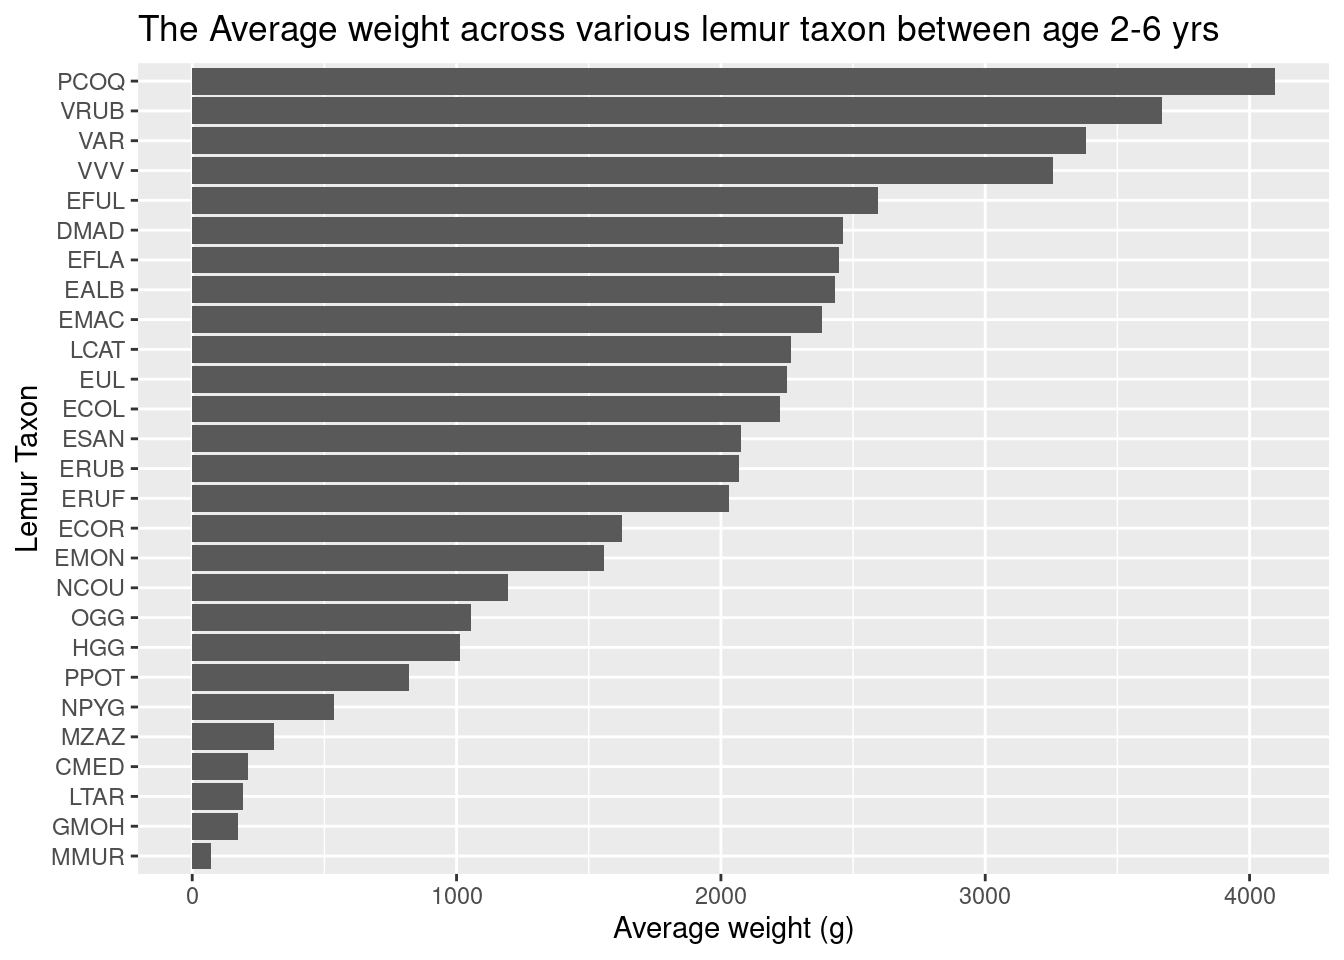 The Average weight across various lemur taxon between age 2-6 yrs
PCOQ
VRUB
VAR
VVV
EFUL
DMAD
EFLA
EALB
EMAC
LCAT
EUL
ECOL
ESAN
ERUB
ERUF
ECOR
EMON
NCOU
OGG
HGG
PPOT
NPYG
MZAZ
CMED
LTAR
GMOH
MMUR
Lemur Taxon
0 1000 2000 3000 4000
Average weight (g)